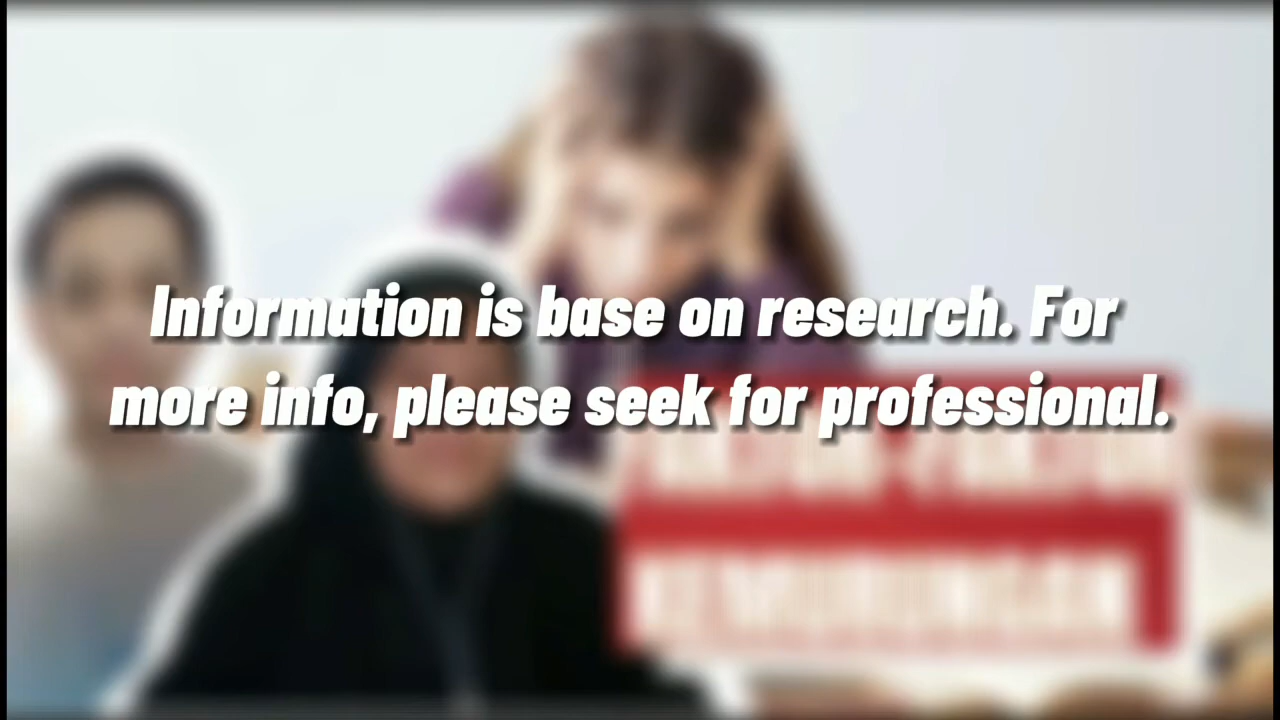 Information is base on research. For
more info, please seek for professional.